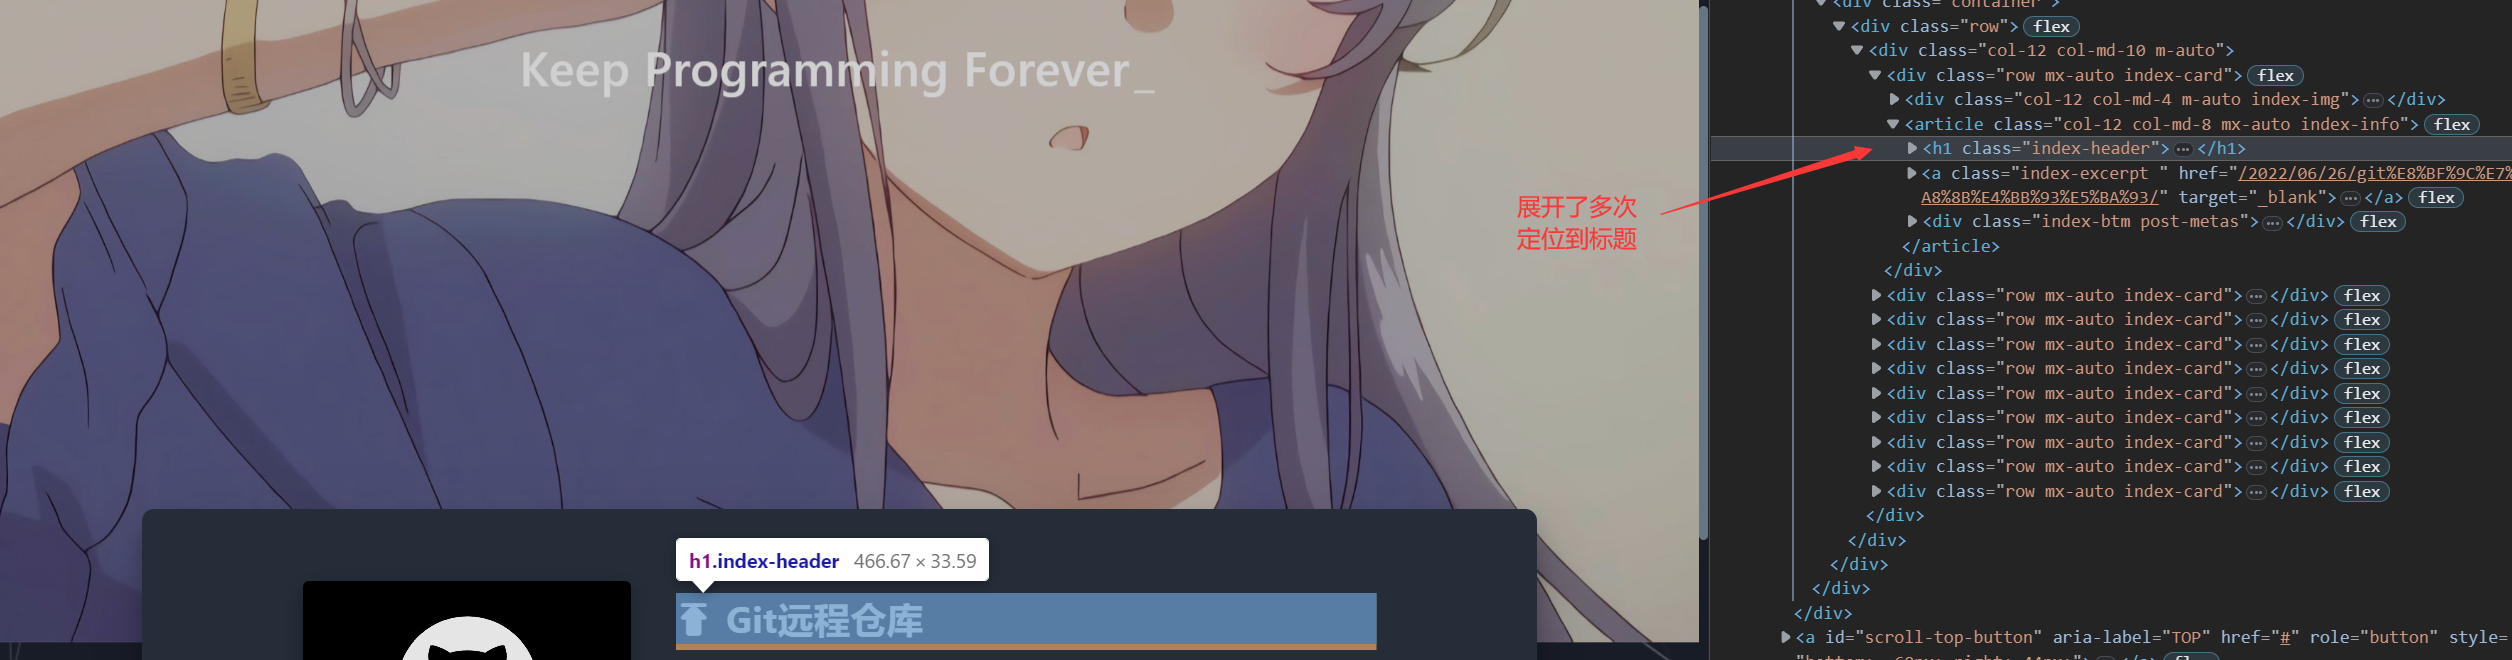 Keep Programming Forever_
h1.index-header 466.67 × 33.59
Git远程仓库
展开了多次
定位到标题
<div class="container">
<div class="row"> flex
<div class="col-12 col-md-10 m-auto">
<div class="row mx-auto index-card"> flex
<div class="col-12 col-md-4 m-auto index-img"> … </div>
<article class="col-12 col-md-8 mx-auto index-info"> flex
<h1 class="index-header"> … </h1>
<a class="index-excerpt " href="/2022/06/26/git%E8%BF%9C%E7%
A8%8B%E4%BB%93%E5%BA%93/" target="_blank"> … </a> flex
<div class="index-btm post-metas"> … </div> flex
</article>
</div>
<div class="row mx-auto index-card"> … </div> flex
<div class="row mx-auto index-card"> … </div> flex
<div class="row mx-auto index-card"> … </div> flex
<div class="row mx-auto index-card"> … </div> flex
<div class="row mx-auto index-card"> … </div> flex
<div class="row mx-auto index-card"> … </div> flex
<div class="row mx-auto index-card"> … </div> flex
<div class="row mx-auto index-card"> … </div> flex
<div class="row mx-auto index-card"> … </div> flex
</div>
</div>
</div>
</div>
</div>
<a id="scroll-top-button" aria-label="TOP" href="#" role="button" style=